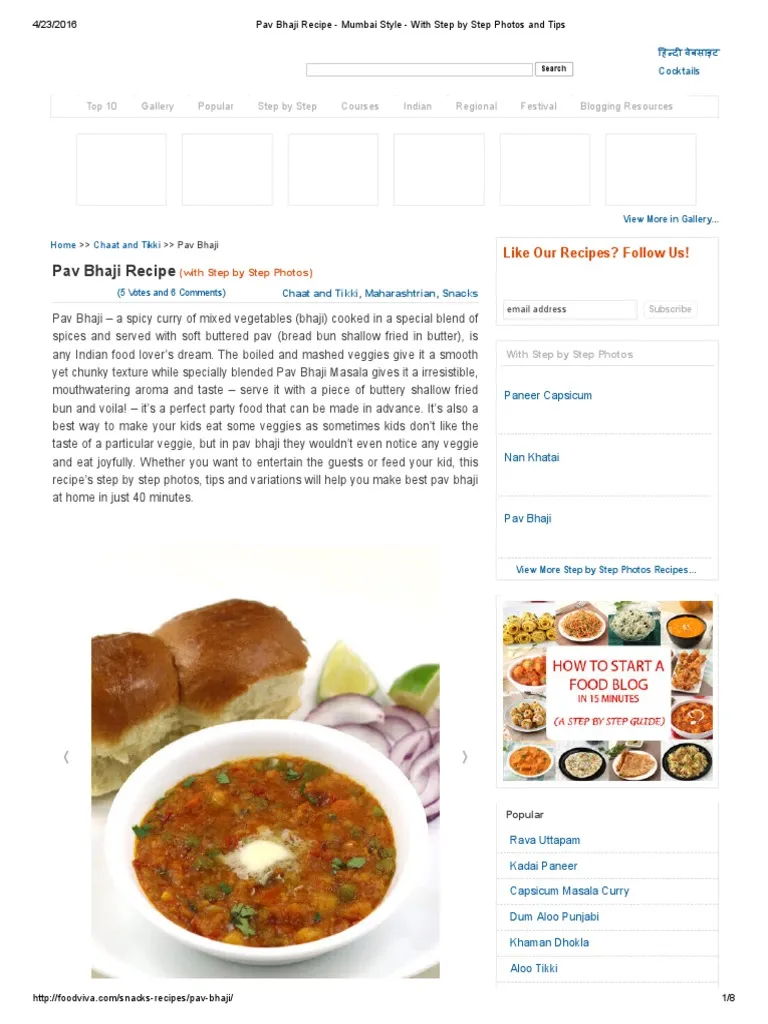 4/23/2016
Pav Bhaji Recipe - Mumbai Style - With Step by Step Photos and Tips
हिन्दी वेबसाइट
Search
Cocktails
Top 10
Gallery
Popular
Step by Step
Courses
Indian
Regional
Festival
Blogging Resources
View More in Gallery...
Home >> Chaat and Tikki >> Pav Bhaji
Pav Bhaji Recipe (with Step by Step Photos)
(5 Votes and 6 Comments)
Chaat and Tikki, Maharashtrian, Snacks
Pav Bhaji – a spicy curry of mixed vegetables (bhaji) cooked in a special blend of
spices and served with soft buttered pav (bread bun shallow fried in butter), is
any Indian food lover's dream. The boiled and mashed veggies give it a smooth
yet chunky texture while specially blended Pav Bhaji Masala gives it a irresistible,
mouthwatering aroma and taste – serve it with a piece of buttery shallow fried
bun and voila! – it's a perfect party food that can be made in advance. It's also a
best way to make your kids eat some veggies as sometimes kids don't like the
taste of a particular veggie, but in pav bhaji they wouldn't even notice any veggie
and eat joyfully. Whether you want to entertain the guests or feed your kid, this
recipe's step by step photos, tips and variations will help you make best pav bhaji
at home in just 40 minutes.
Like Our Recipes? Follow Us!
email address
Subscribe
With Step by Step Photos
Paneer Capsicum
Nan Khatai
Pav Bhaji
View More Step by Step Photos Recipes...
HOW TO START A
FOOD BLOG
IN 15 MINUTES
(A STEP BY STEP GUIDE)
Popular
Rava Uttapam
Kadai Paneer
Capsicum Masala Curry
Dum Aloo Punjabi
Khaman Dhokla
Aloo Tikki
http://foodviva.com/snacks-recipes/pav-bhaji/
1/8